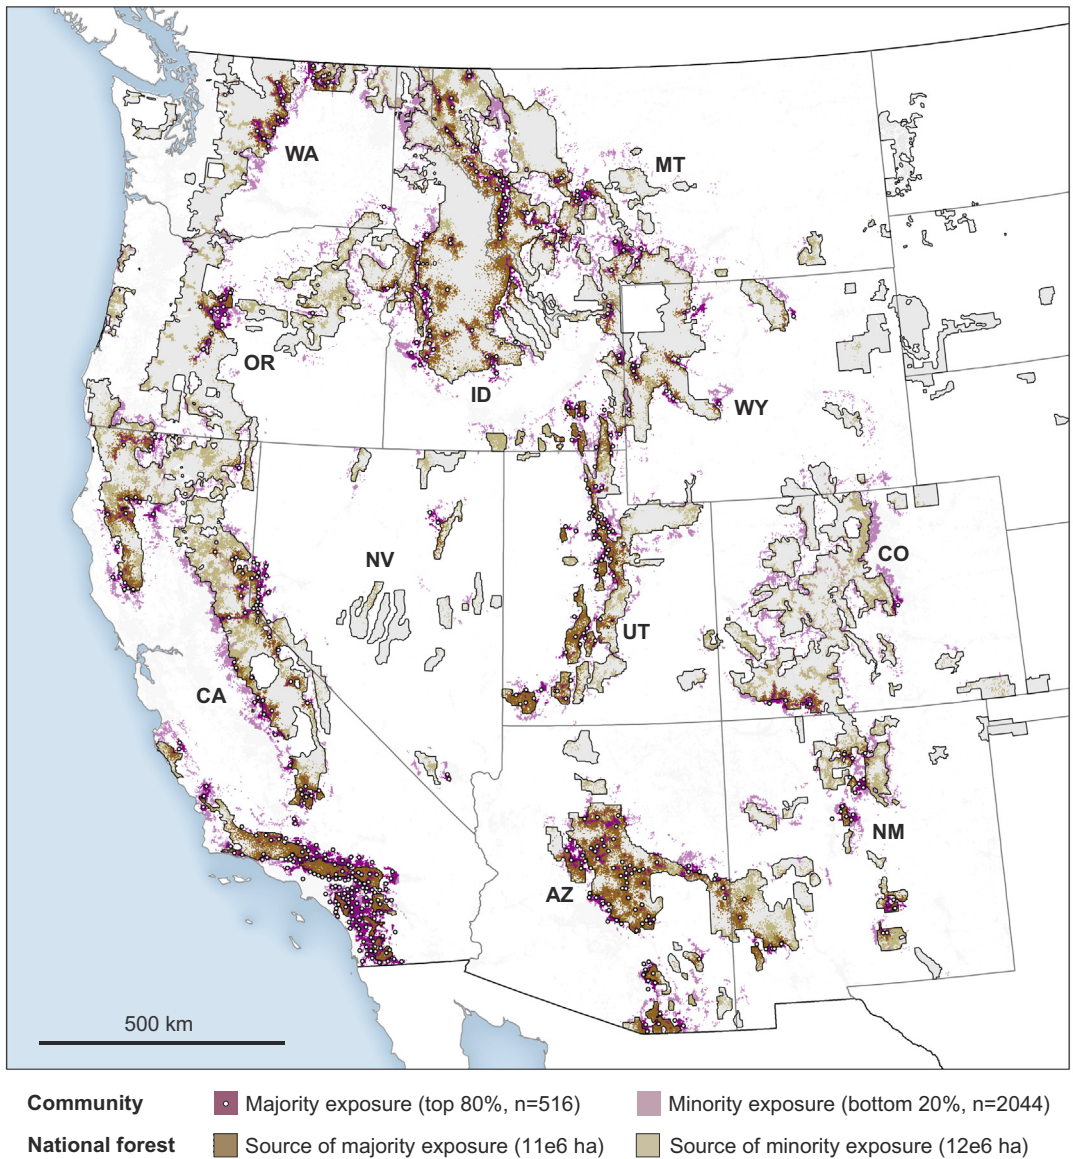 WA
MT
OR
ID
WY
NV
CO
UT
CA
NM
AZ
500 km
Community
Majority exposure (top 80%, n=516)
Minority exposure (bottom 20%, n=2044)
National forest
Source of majority exposure (11e6 ha)
Source of minority exposure (12e6 ha)